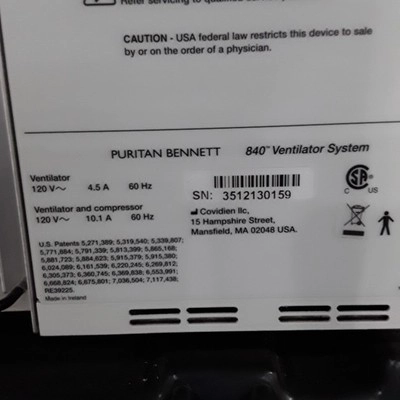 Refer servicing to qualified
CAUTION - USA federal law restricts this device to sale
by or on the order of a physician.
PURITAN BENNETT 840™ Ventilator System
Ventilator
120 V~ 4.5 A 60 Hz
Ventilator and compressor
120 V~ 10.1 A 60 Hz
SN: 3512130159
Covidien llc,
15 Hampshire Street,
Mansfield, MA 02048 USA.
C US
U.S. Patents 5,271,389; 5,319,540; 5,339,807;
5,771,884; 5,791,339; 5,813,399; 5,865,168;
5,881,723; 5,884,623; 5,915,379; 5,915,380;
6,024,089; 6,161,539; 6,220,245; 6,269,812;
6,305,373; 6,360,745; 6,369,838; 6,553,991;
6,668,824; 6,675,801; 7,036,504; 7,117,438;
RE39225.
Made in Ireland